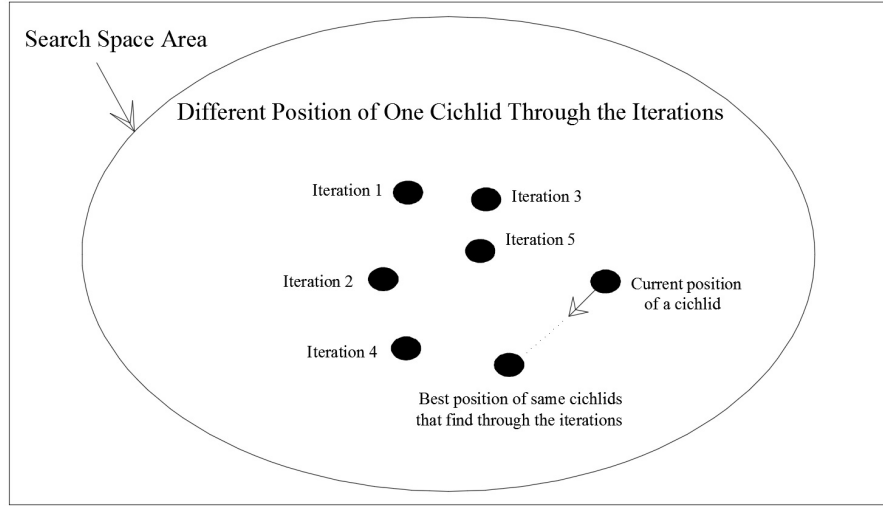 Search Space Area
Different Position of One Cichlid Through the Iterations
Iteration 1
Iteration 3
Iteration 5
Iteration 2
Current position
of a cichlid
Iteration 4
Best position of same cichlids
that find through the iterations